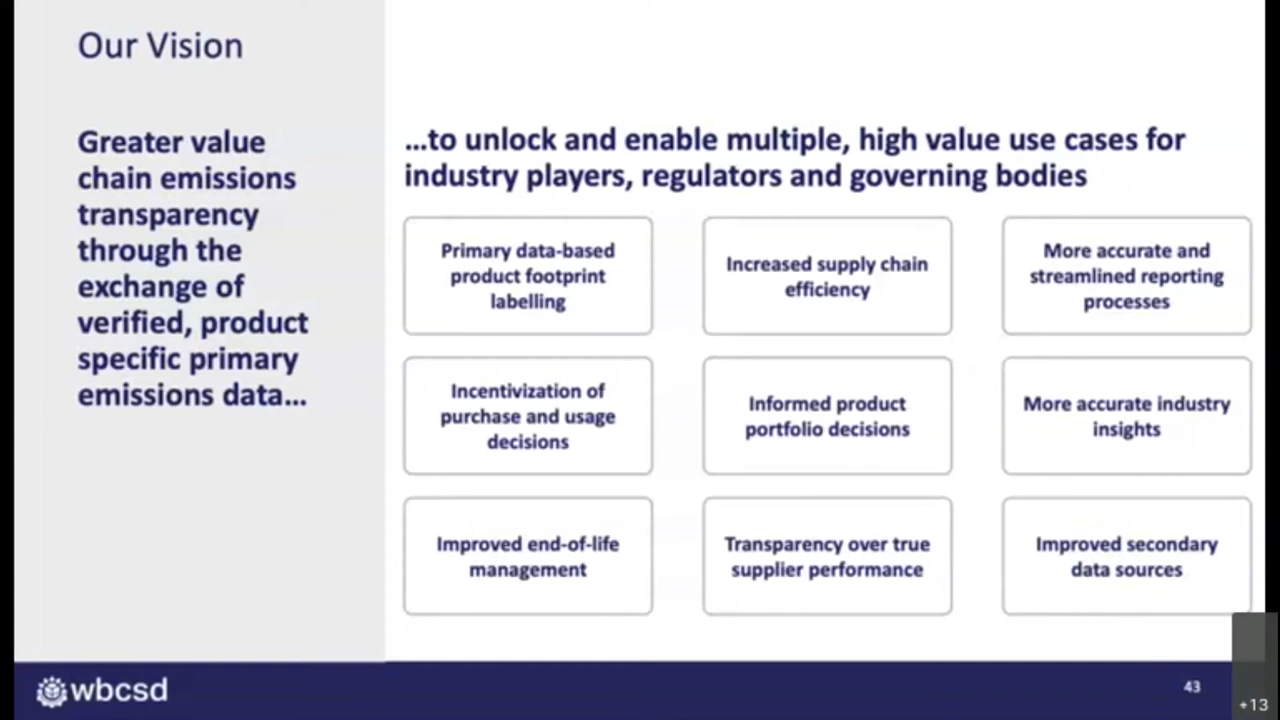 Our Vision
Greater value
chain emissions
transparency
through the
exchange of
verified, product
specific primary
emissions data...
...to unlock and enable multiple, high value use cases for
industry players, regulators and governing bodies
Primary data-based
product footprint
labelling
Increased supply chain
efficiency
More accurate and
streamlined reporting
processes
Incentivization of
purchase and usage
decisions
Informed product
portfolio decisions
More accurate industry
insights
Improved end-of-life
management
Transparency over true
supplier performance
Improved secondary
data sources
wbcsd
43
+13